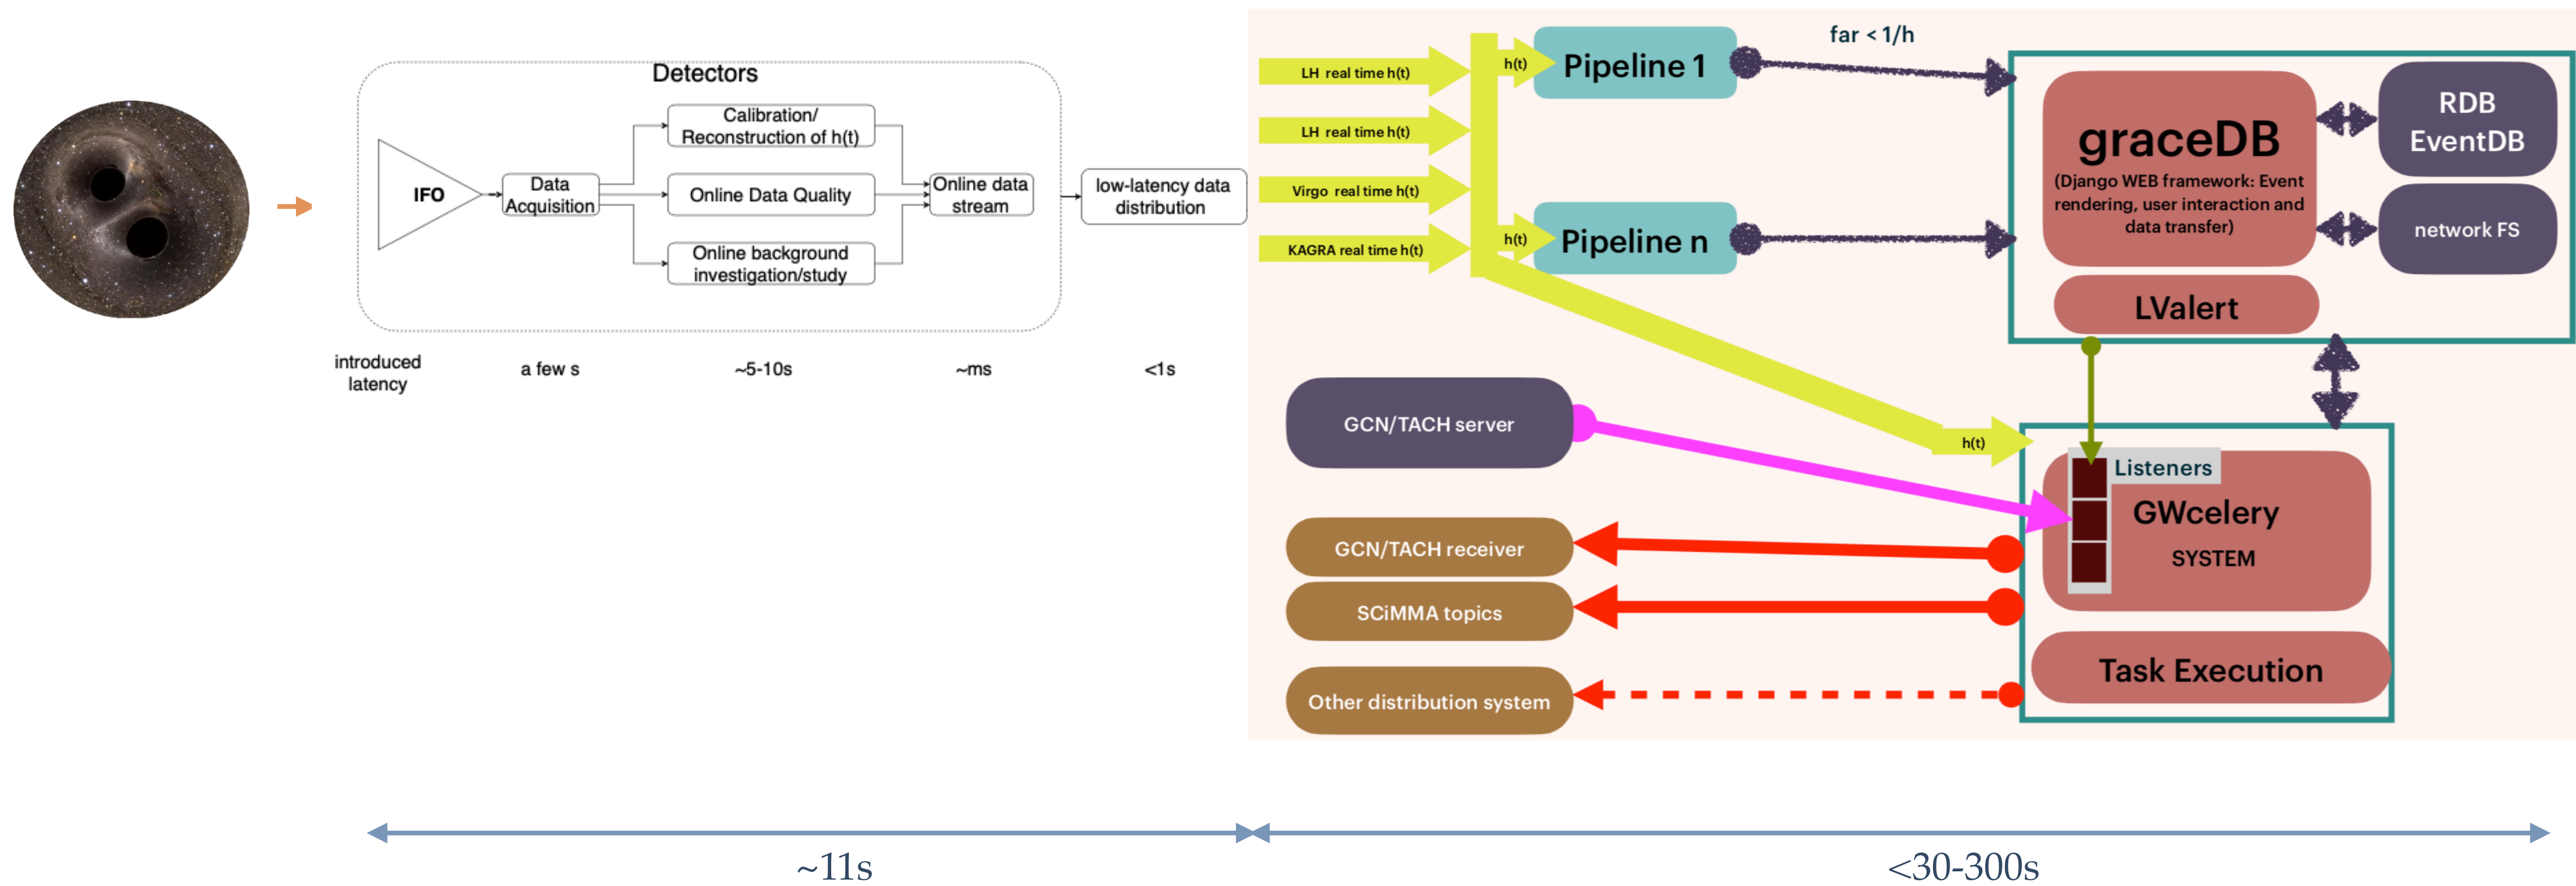 Detectors
IFO
Data
Acquisition
Calibration/
Reconstruction of h(t)
Online Data Quality
Online background
investigation/study
Online data
stream
low-latency data
distribution
introduced
latency
a few s
~5-10s
~ms
<1s
LH real time h(t)
LH real time h(t)
Virgo real time h(t)
KAGRA real time h(t)
h(t)
Pipeline 1
h(t)
Pipeline n
far < 1/h
graceDB
(Django WEB framework: Event
rendering, user interaction and
data transfer)
RDB
EventDB
network FS
LValert
h(t)
GCN/TACH server
GCN/TACH receiver
SCiMMA topics
Other distribution system
Listeners
GWcelery
SYSTEM
Task Execution
~11s
<30-300s